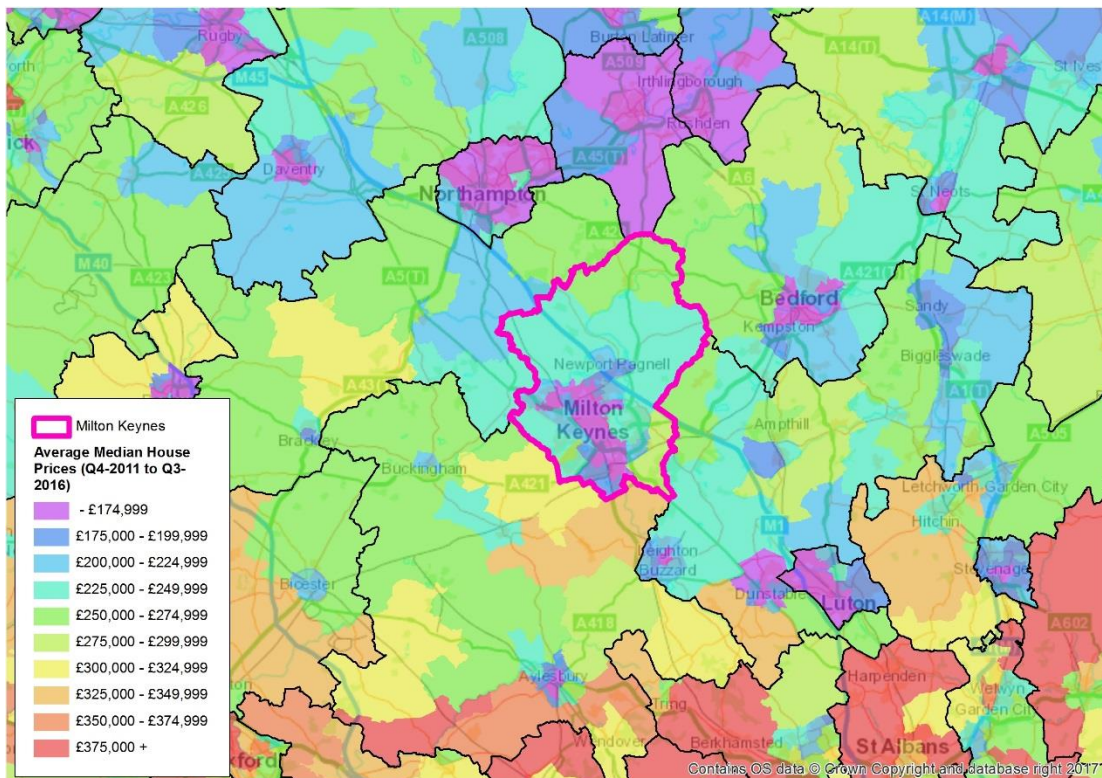 Rugby
A508
Burton Latimer
A14(M)
A14(T)
A509
Irthlingborough
St Ives
M45
A426
Rushden
A45(T)
Daventry
A6
Northampton
St Neots
M40
A423
A5(T)
A421(T)
Bedford
Kempston
Sandy
Biggleswade
Newport Pagnell
A43(
Milton
Keynes
A1(T)
Ampthill
Brackley
Buckingham
A421
A505
Letchworth Garden City
Hitchin
M1
Leighton
Buzzard
Stevenage
Bicester
Dunstable
Luton
A418
A602
Aylesbury
Harpenden
Tring
Welwyn
Garden City
Wendover
Berkhamsted
St Albans
Milton Keynes
Average Median House
Prices (Q4-2011 to Q3-
2016)
- £174,999
£175,000 - £199,999
£200,000 - £224,999
£225,000 - £249,999
£250,000 - £274,999
£275,000 - £299,999
£300,000 - £324,999
£325,000 - £349,999
£350,000 - £374,999
£375,000 +
Contains OS data © Crown Copyright and database right 2017